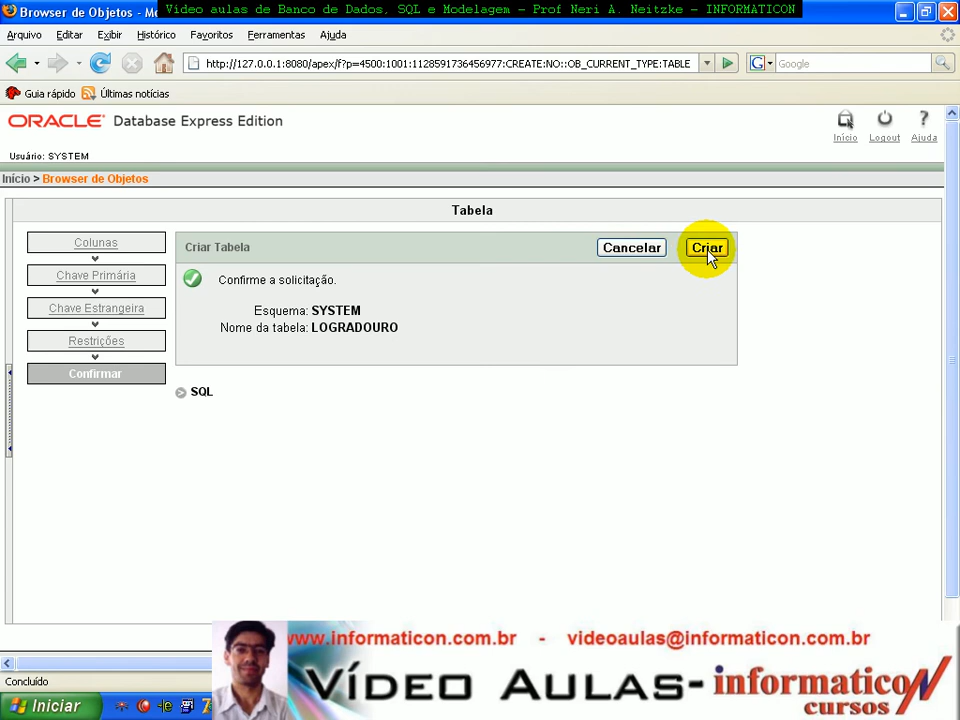 Browser de Objetos - Me
Vídeo aulas de Banco de Dados, SQL e Modelagem - Prof Neri A. Neitzke - INFORMATICON
Arquivo Editar Exibir Histórico Favoritos Ferramentas Ajuda
http://127.0.0.1:8080/apex/f?p=4500:1001:1128591736456977:CREATE:NO::OB_CURRENT_TYPE:TABLE
G Google
Guia rápido Últimas notícias
ORACLE Database Express Edition
Início Logout Ajuda
Usuário: SYSTEM
Início > Browser de Objetos
Tabela
Colunas
Chave Primária
Chave Estrangeira
Restrições
Confirmar
Criar Tabela Cancelar Criar
Confirme a solicitação.
Esquema: SYSTEM
Nome da tabela: LOGRADOURO
SQL
www.informaticon.com.br - videoaulas@informaticon.com.br
Vídeo Aulas- informaticoN
cursos
Concluído
Iniciar